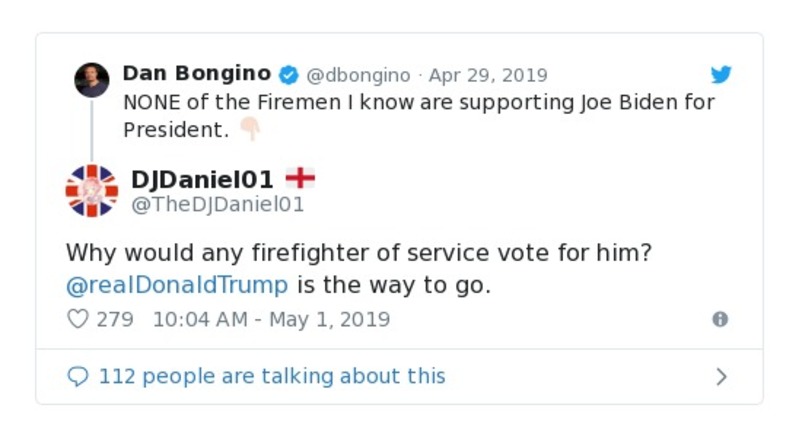 Dan Bongino @dbongino · Apr 29, 2019
NONE of the Firemen I know are supporting Joe Biden for
President. 👇🏻
DJDaniel01 🏴󠁧󠁢󠁥󠁮󠁧󠁿
@TheDJDaniel01
Why would any firefighter of service vote for him?
@realDonaldTrump is the way to go.
279 10:04 AM - May 1, 2019
112 people are talking about this